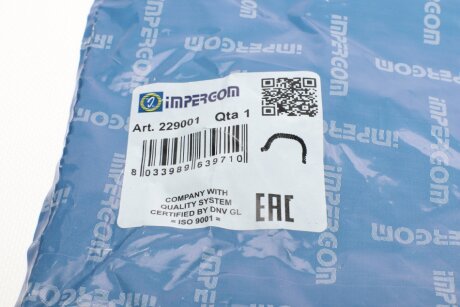 IMPERGOM
Art. 229001 Qta 1
8 033989 639710
COMPANY WITH
QUALITY SYSTEM
CERTIFIED BY DNV GL
= ISO 9001 =
EAC
IMPERGOM
IMPERGOM
IMPERGOM
IMPERGOM
IMPERGOM
IMPERGOM